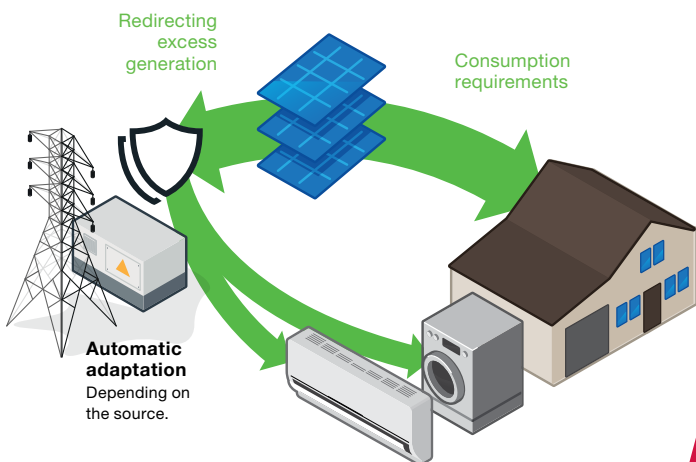 Redirecting
excess
generation
Consumption
requirements
Automatic
adaptation
Depending on
the source.